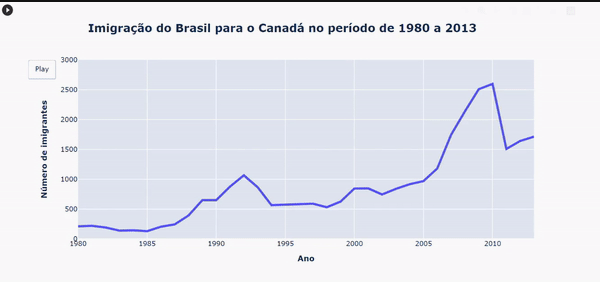 Imigração do Brasil para o Canadá no período de 1980 a 2013
Play
Número de imigrantes
3000
2500
2000
1500
1000
500
0
1980 1985 1990 1995 2000 2005 2010
Ano